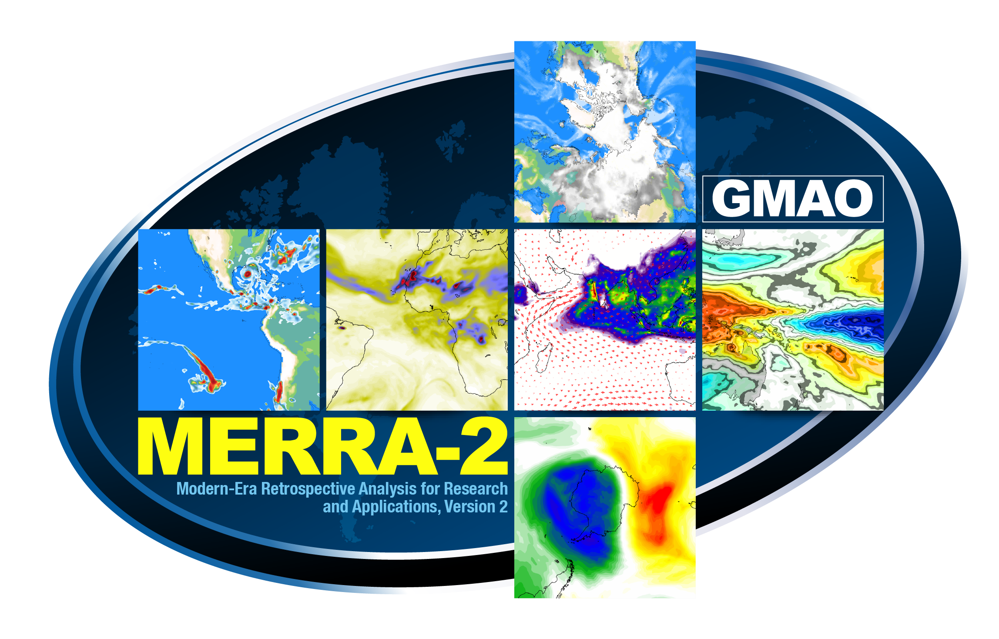 GMAO
MERRA-2
Modern-Era Retrospective Analysis for Research
and Applications, Version 2